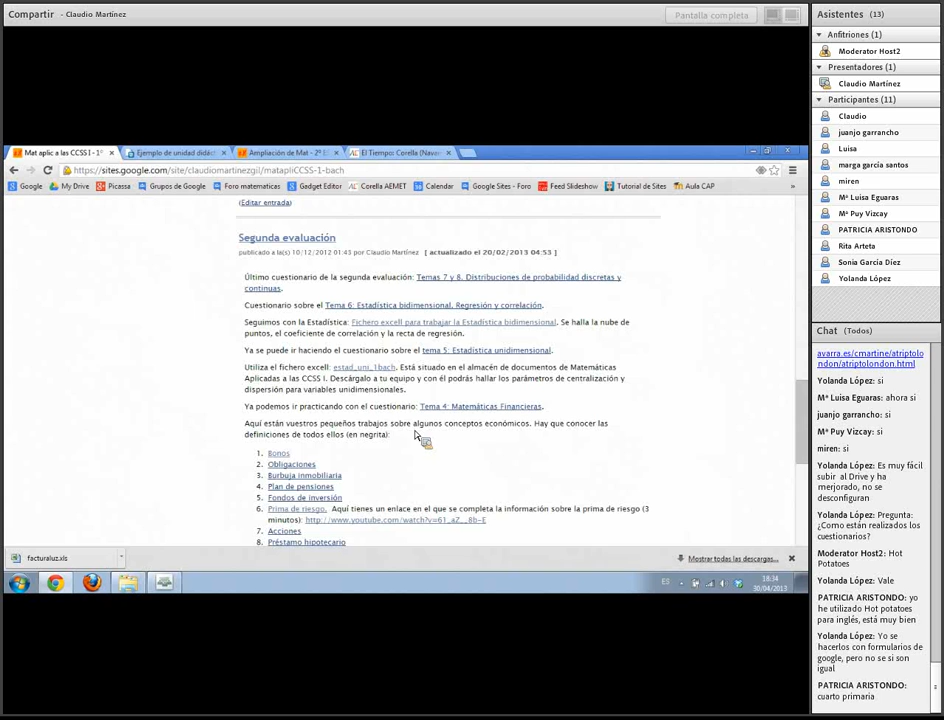 Compartir - Claudio Martínez
Pantalla completa
Mat aplic a las CCSS I - 1º
Ejemplo de unidad didác
Ampliación de Mat - 2º E
El Tiempo: Corella (Navar
https://sites.google.com/site/claudiomartinezgil/matapliCCSS-1-bach
Google
My Drive
Picassa
Grupos de Google
Foro matematicas
Gadget Editor
Corella AEMET
Calendar
Google Sites - Foro
Feed Slideshow
Tutorial de Sites
Aula CAP
»
(Editar entrada)
Segunda evaluación
publicado a la(s) 10/12/2012 01:43 por Claudio Martínez [ actualizado el 20/02/2013 04:53 ]
Último cuestionario de la segunda evaluación: Temas 7 y 8. Distribuciones de probabilidad discretas y
continuas.
Cuestionario sobre el Tema 6: Estadística bidimensional. Regresión y correlación.
Seguimos con la Estadística: Fichero excell para trabajar la Estadística bidimensional. Se halla la nube de
puntos, el coeficiente de correlación y la recta de regresión.
Ya se puede ir haciendo el cuestionario sobre el tema 5: Estadística unidimensional.
Utiliza el fichero excell: estad_uni_1bach. Está situado en el almacén de documentos de Matemáticas
Aplicadas a las CCSS I. Descárgalo a tu equipo y con él podrás hallar los parámetros de centralización y
dispersión para variables unidimensionales.
Ya podemos ir practicando con el cuestionario: Tema 4: Matemáticas Financieras.
Aquí están vuestros pequeños trabajos sobre algunos conceptos económicos. Hay que conocer las
definiciones de todos ellos (en negrita):
1. Bonos
2. Obligaciones
3. Burbuja inmobiliaria
4. Plan de pensiones
5. Fondos de inversión
6. Prima de riesgo. Aquí tienes un enlace en el que se completa la información sobre la prima de riesgo (3
minutos): http://www.youtube.com/watch?v=61_aZ__8b-E
7. Acciones
8. Préstamo hipotecario
facturaluz.xls
Mostrar todas las descargas...
ES
18:34
30/04/2013
Asistentes (13)
Anfitriones (1)
Moderator Host2
Presentadores (1)
Claudio Martínez
Participantes (11)
Claudio
juanjo garrancho
Luisa
marga garcía santos
miren
Mª Luisa Eguaras
Mª Puy Vizcay
PATRICIA ARISTONDO
Rita Arteta
Sonia García Díez
Yolanda López
Chat (Todos)
avarra.es/cmartine/atriptolo
ndon/atriptolondon.html
Yolanda López: si
Mª Luisa Eguaras: ahora si
juanjo garrancho: si
Mª Puy Vizcay: si
miren: si
Yolanda López: Es muy fácil
subir al Drive y ha
merjorado, no se
desconfiguran
Yolanda López: Pregunta:
¿Como están realizados los
cuestionarios?
Moderator Host2: Hot
Potatoes
Yolanda López: Vale
PATRICIA ARISTONDO: yo
he utilizado Hot potatoes
para inglés, está muy bien
Yolanda López: Yo se
hacerlos con formularios de
google, pero no se si son
igual
PATRICIA ARISTONDO:
cuarto primaria